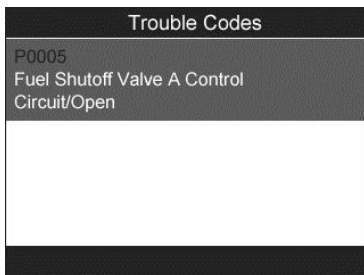 Trouble Codes
P0005
Fuel Shutoff Valve A Control
Circuit/Open